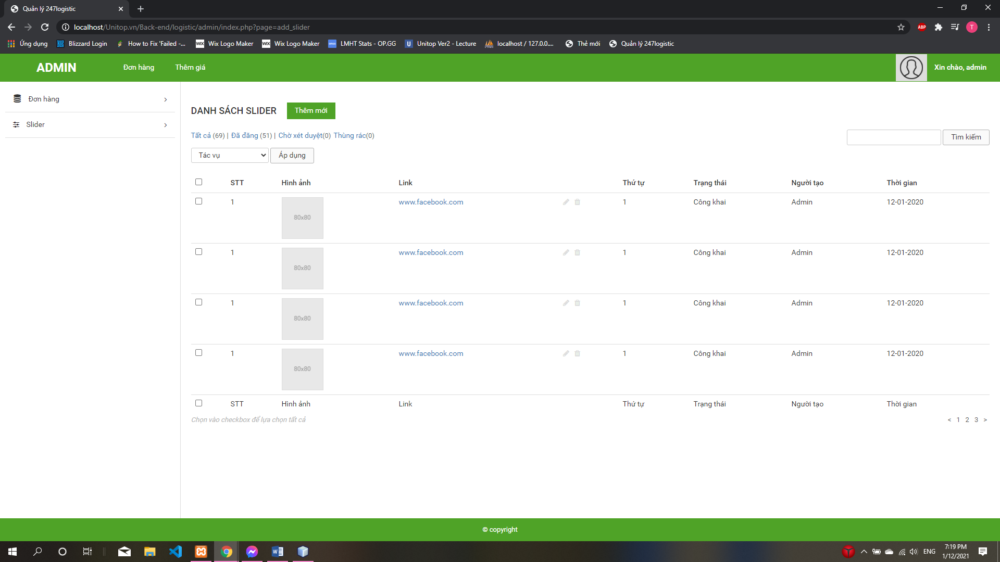 Quản lý 247logistic
localhost/Unitop.vn/Back-end/logistic/admin/index.php?page=add_slider
ABP
T
Ứng dụng Blizzard Login How to Fix 'Failed -... WIX Wix Logo Maker WIX Wix Logo Maker LMHT Stats - OP.GG U Unitop Ver2 - Lecture localhost / 127.0.0.... Thẻ mới Quản lý 247logistic
ADMIN Đơn hàng Thêm giá Xin chào, admin
Đơn hàng
Slider
DANH SÁCH SLIDER Thêm mới
Tất cả (69) | Đã đăng (51) | Chờ xét duyệt(0) Thùng rác(0) Tìm kiếm
Tác vụ Áp dụng
STT Hình ảnh Link Thứ tự Trạng thái Người tạo Thời gian
1 80x80 www.facebook.com 1 Công khai Admin 12-01-2020
1 80x80 www.facebook.com 1 Công khai Admin 12-01-2020
1 80x80 www.facebook.com 1 Công khai Admin 12-01-2020
1 80x80 www.facebook.com 1 Công khai Admin 12-01-2020
STT Hình ảnh Link Thứ tự Trạng thái Người tạo Thời gian
Chọn vào checkbox để lựa chọn tất cả < 1 2 3 >
© copyright
ENG
7:19 PM
1/12/2021